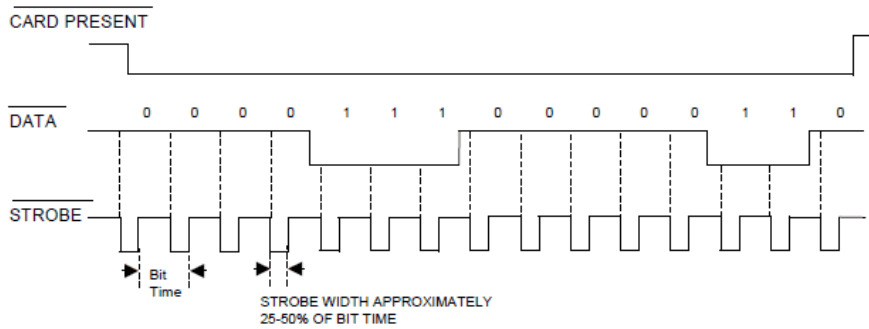 CARD PRESENT
DATA
0 0 0 0 1 1 1 0 0 0 0 0 1 1 0
STROBE
Bit
Time
STROBE WIDTH APPROXIMATELY
25-50% OF BIT TIME